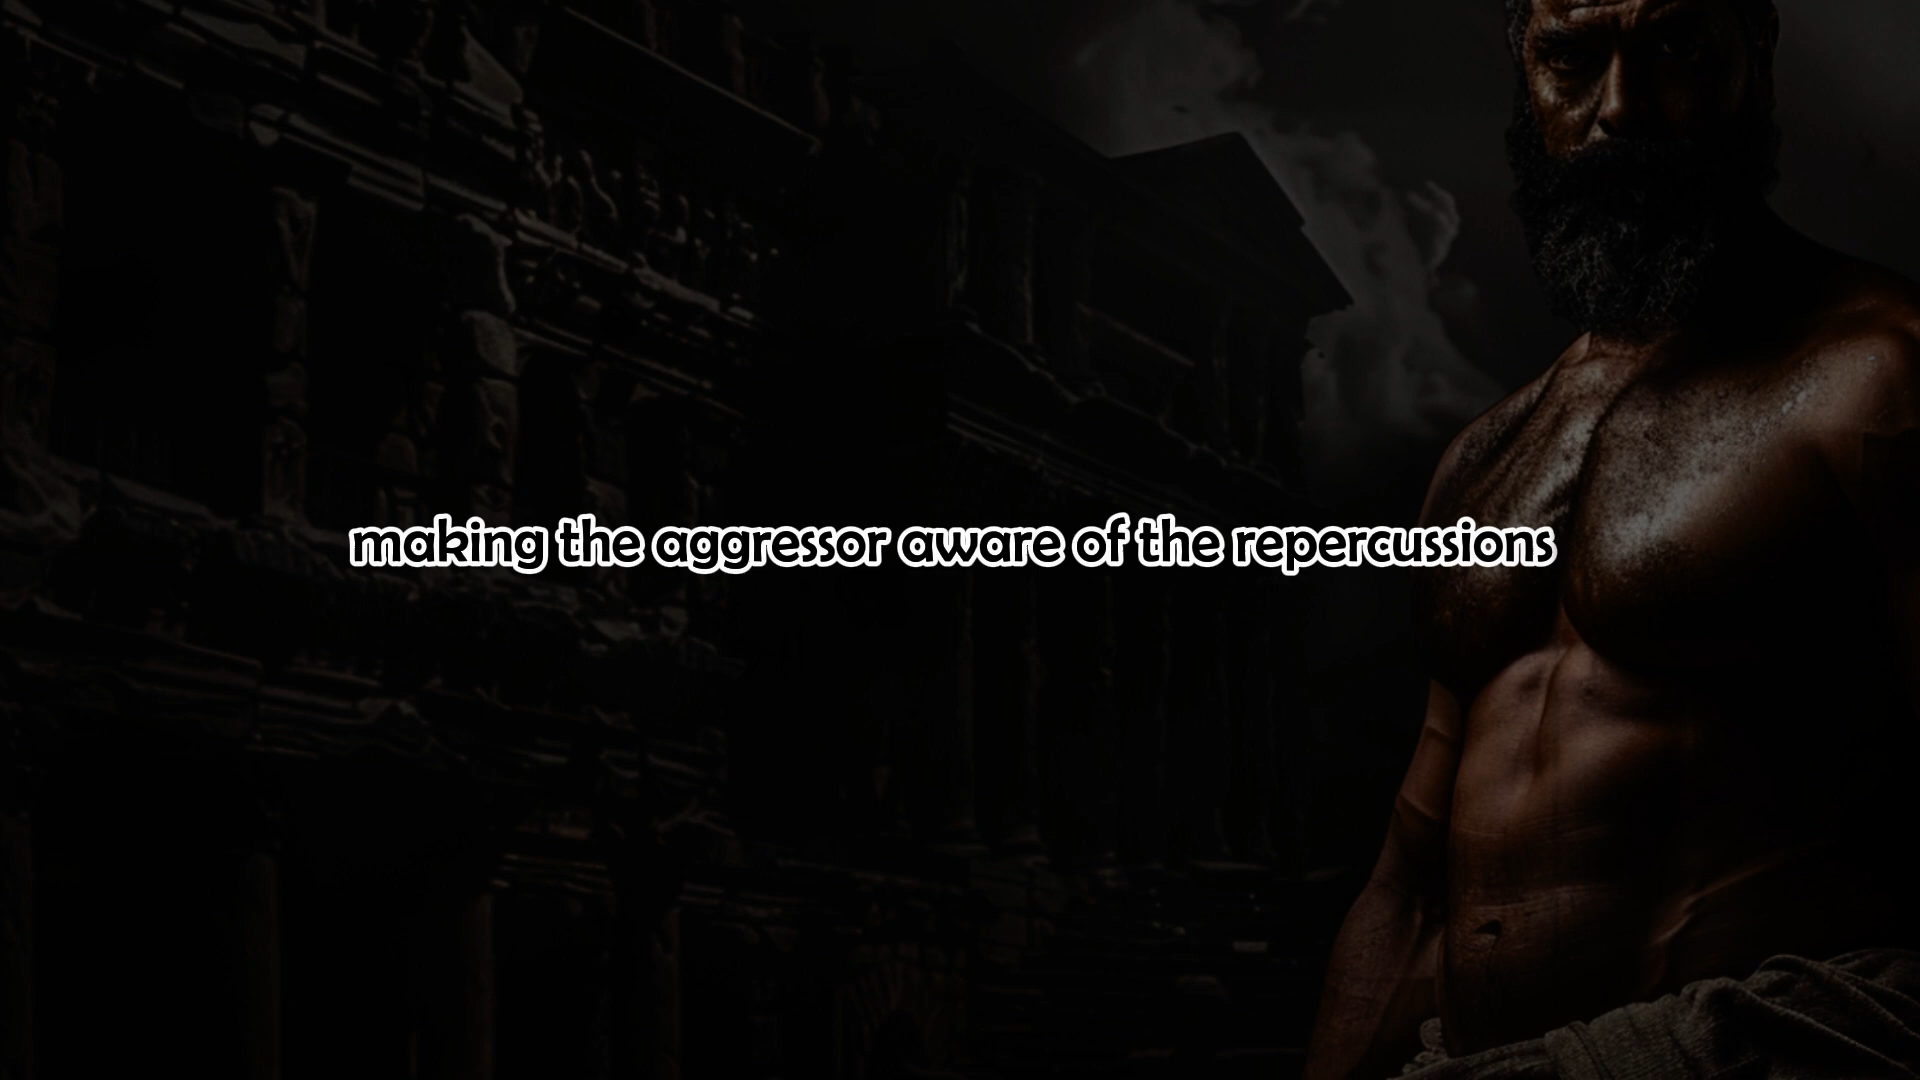 making the aggressor aware of the repercussions